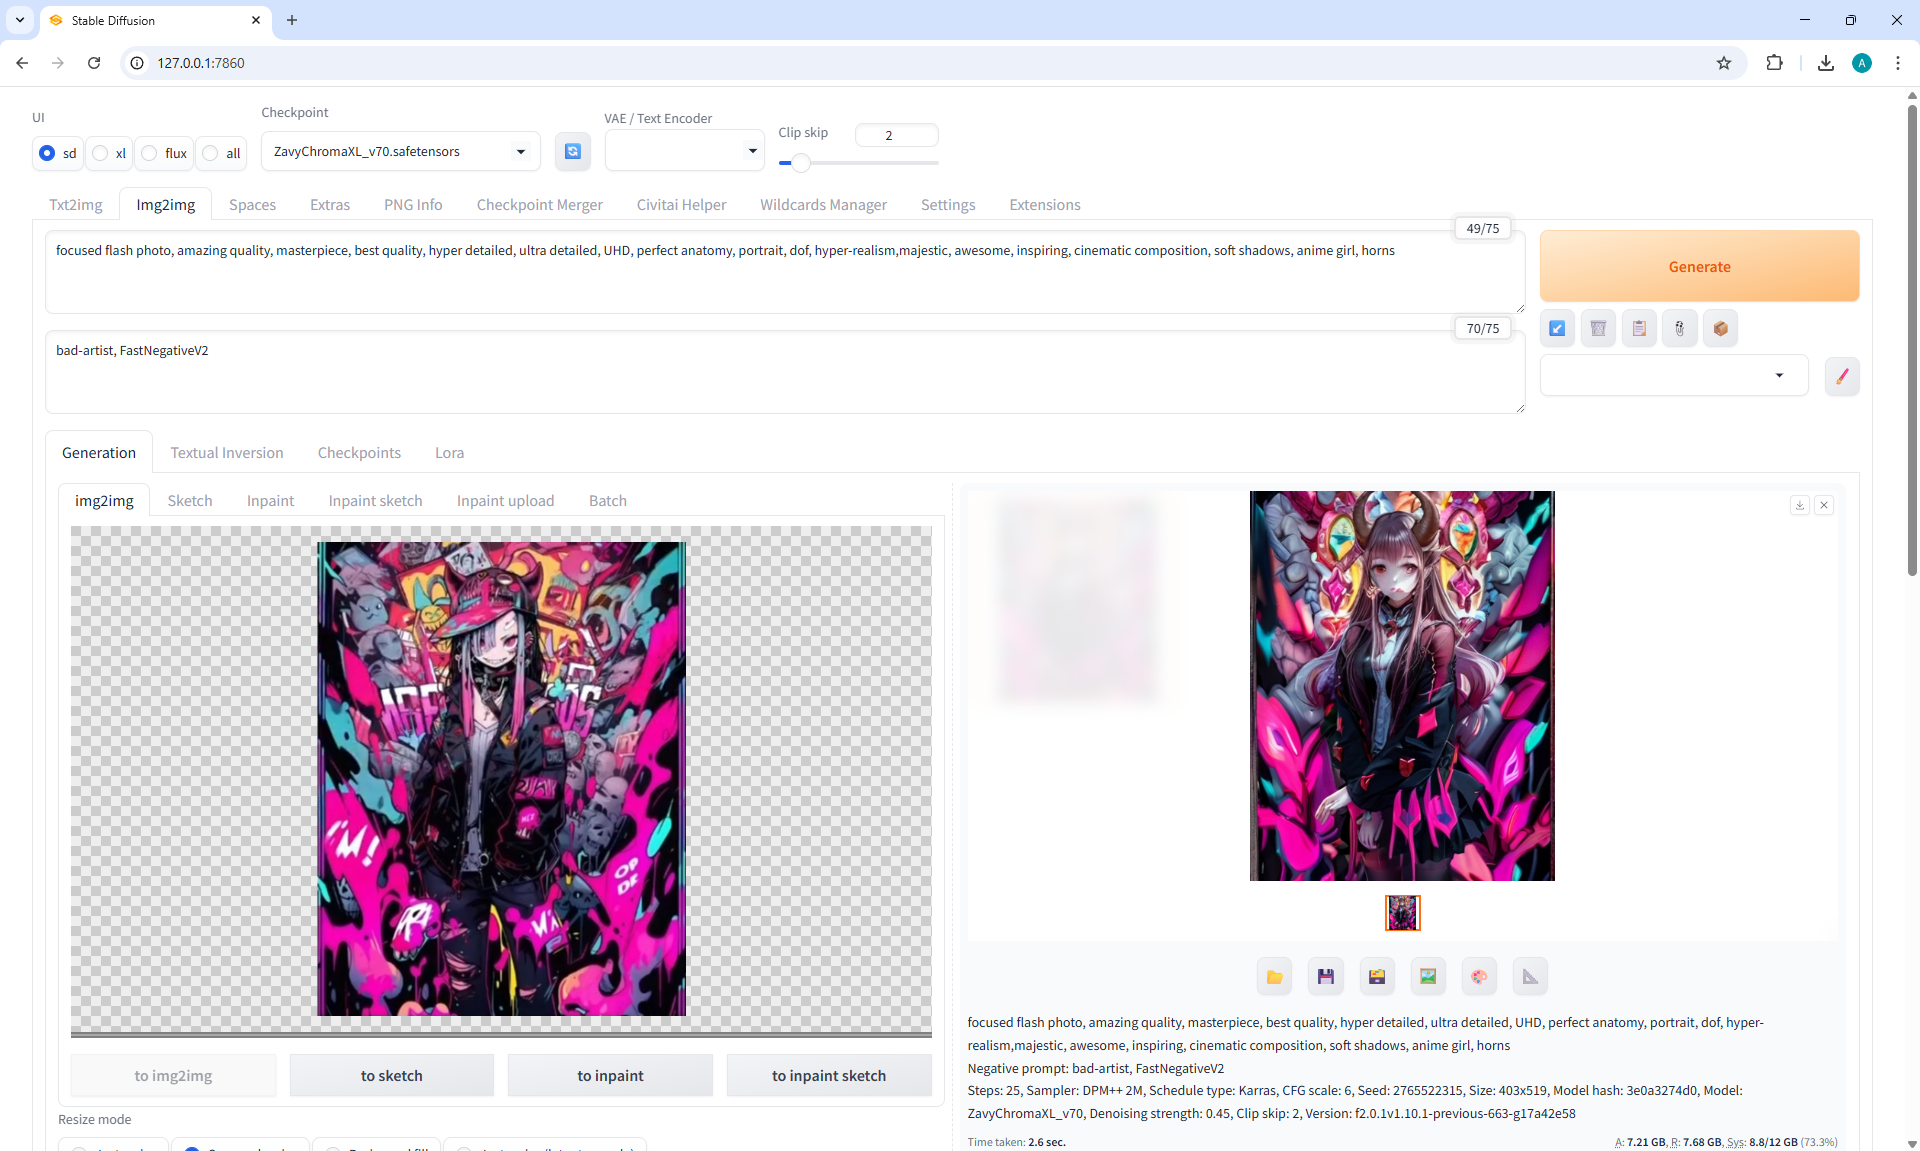 Stable Diffusion
127.0.0.1:7860
UI
Checkpoint
VAE / Text Encoder
Clip skip
2
sd
xl
flux
all
ZavyChromaXL_v70.safetensors
Txt2img
Img2img
Spaces
Extras
PNG Info
Checkpoint Merger
Civitai Helper
Wildcards Manager
Settings
Extensions
49/75
focused flash photo, amazing quality, masterpiece, best quality, hyper detailed, ultra detailed, UHD, perfect anatomy, portrait, dof, hyper-realism,majestic, awesome, inspiring, cinematic composition, soft shadows, anime girl, horns
Generate
70/75
bad-artist, FastNegativeV2
Generation
Textual Inversion
Checkpoints
Lora
img2img
Sketch
Inpaint
Inpaint sketch
Inpaint upload
Batch
I'M!
OP
DR
to img2img
to sketch
to inpaint
to inpaint sketch
Resize mode
focused flash photo, amazing quality, masterpiece, best quality, hyper detailed, ultra detailed, UHD, perfect anatomy, portrait, dof, hyper-
realism,majestic, awesome, inspiring, cinematic composition, soft shadows, anime girl, horns
Negative prompt: bad-artist, FastNegativeV2
Steps: 25, Sampler: DPM++ 2M, Schedule type: Karras, CFG scale: 6, Seed: 2765522315, Size: 403x519, Model hash: 3e0a3274d0, Model:
ZavyChromaXL_v70, Denoising strength: 0.45, Clip skip: 2, Version: f2.0.1v1.10.1-previous-663-g17a42e58
Time taken: 2.6 sec.
A: 7.21 GB, R: 7.68 GB, Sys: 8.8/12 GB (73.3%)